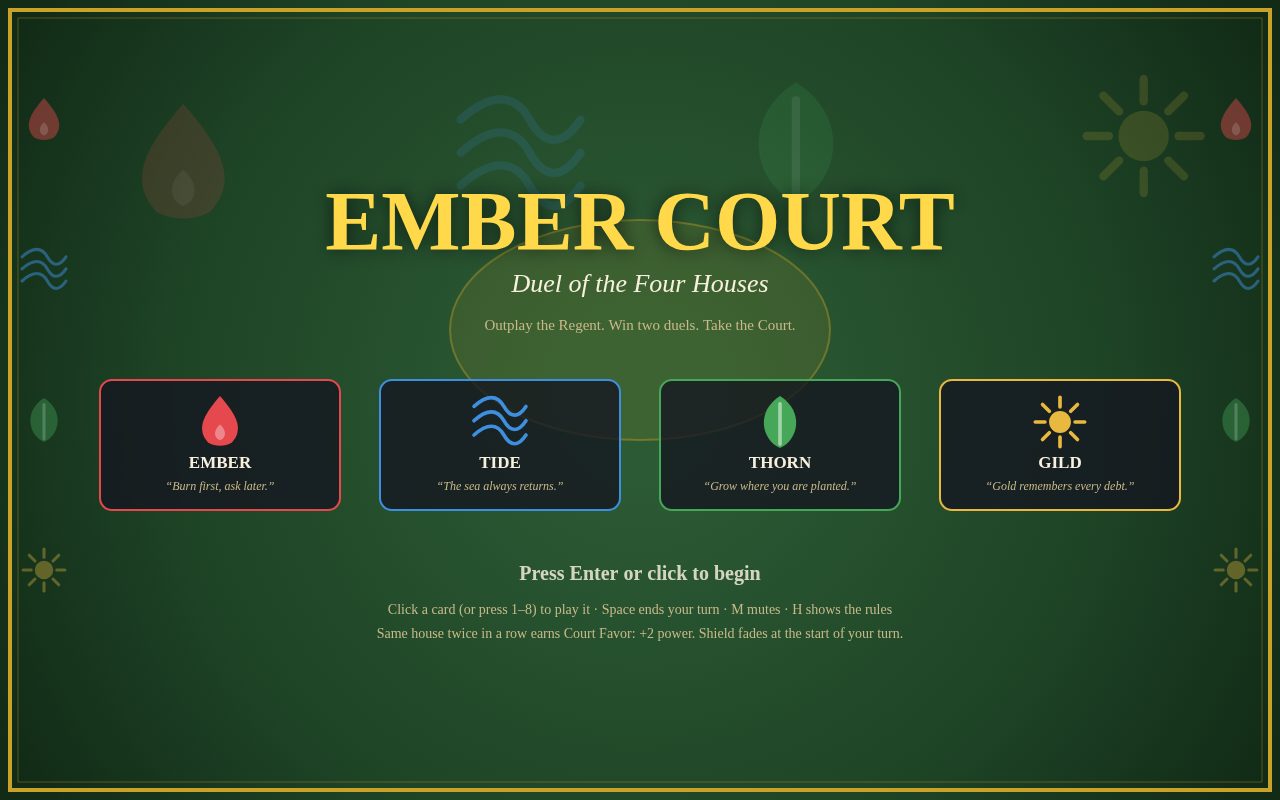 EMBER COURT
Duel of the Four Houses
Outplay the Regent. Win two duels. Take the Court.
EMBER
“Burn first, ask later.”
TIDE
“The sea always returns.”
THORN
“Grow where you are planted.”
GILD
“Gold remembers every debt.”
Press Enter or click to begin
Click a card (or press 1–8) to play it · Space ends your turn · M mutes · H shows the rules
Same house twice in a row earns Court Favor: +2 power. Shield fades at the start of your turn.